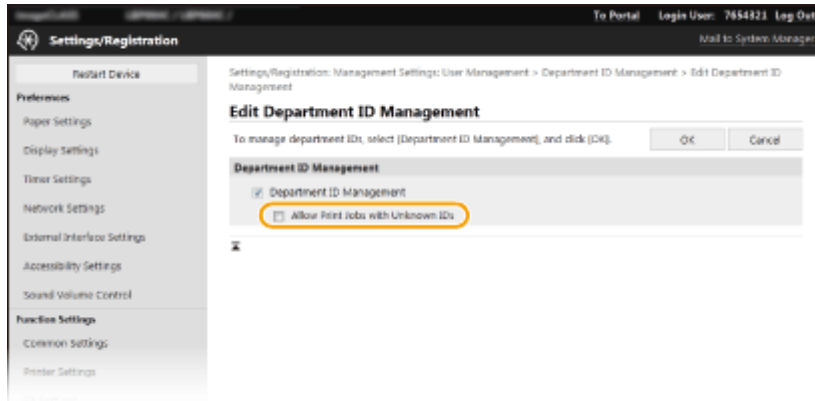 To Portal Login User: 7654321 Log Out
Settings/Registration
Mail to System Manager
Restart Device
Preferences
Paper Settings
Display Settings
Timer Settings
Network Settings
External Interface Settings
Accessibility Settings
Sound Volume Control
Function Settings
Common Settings
Printer Settings
Settings/Registration: Management Settings: User Management > Department ID Management > Edit Department ID
Management
Edit Department ID Management
To manage department IDs, select [Department ID Management], and click [OK].
OK
Cancel
Department ID Management
Department ID Management
Allow Print Jobs with Unknown IDs